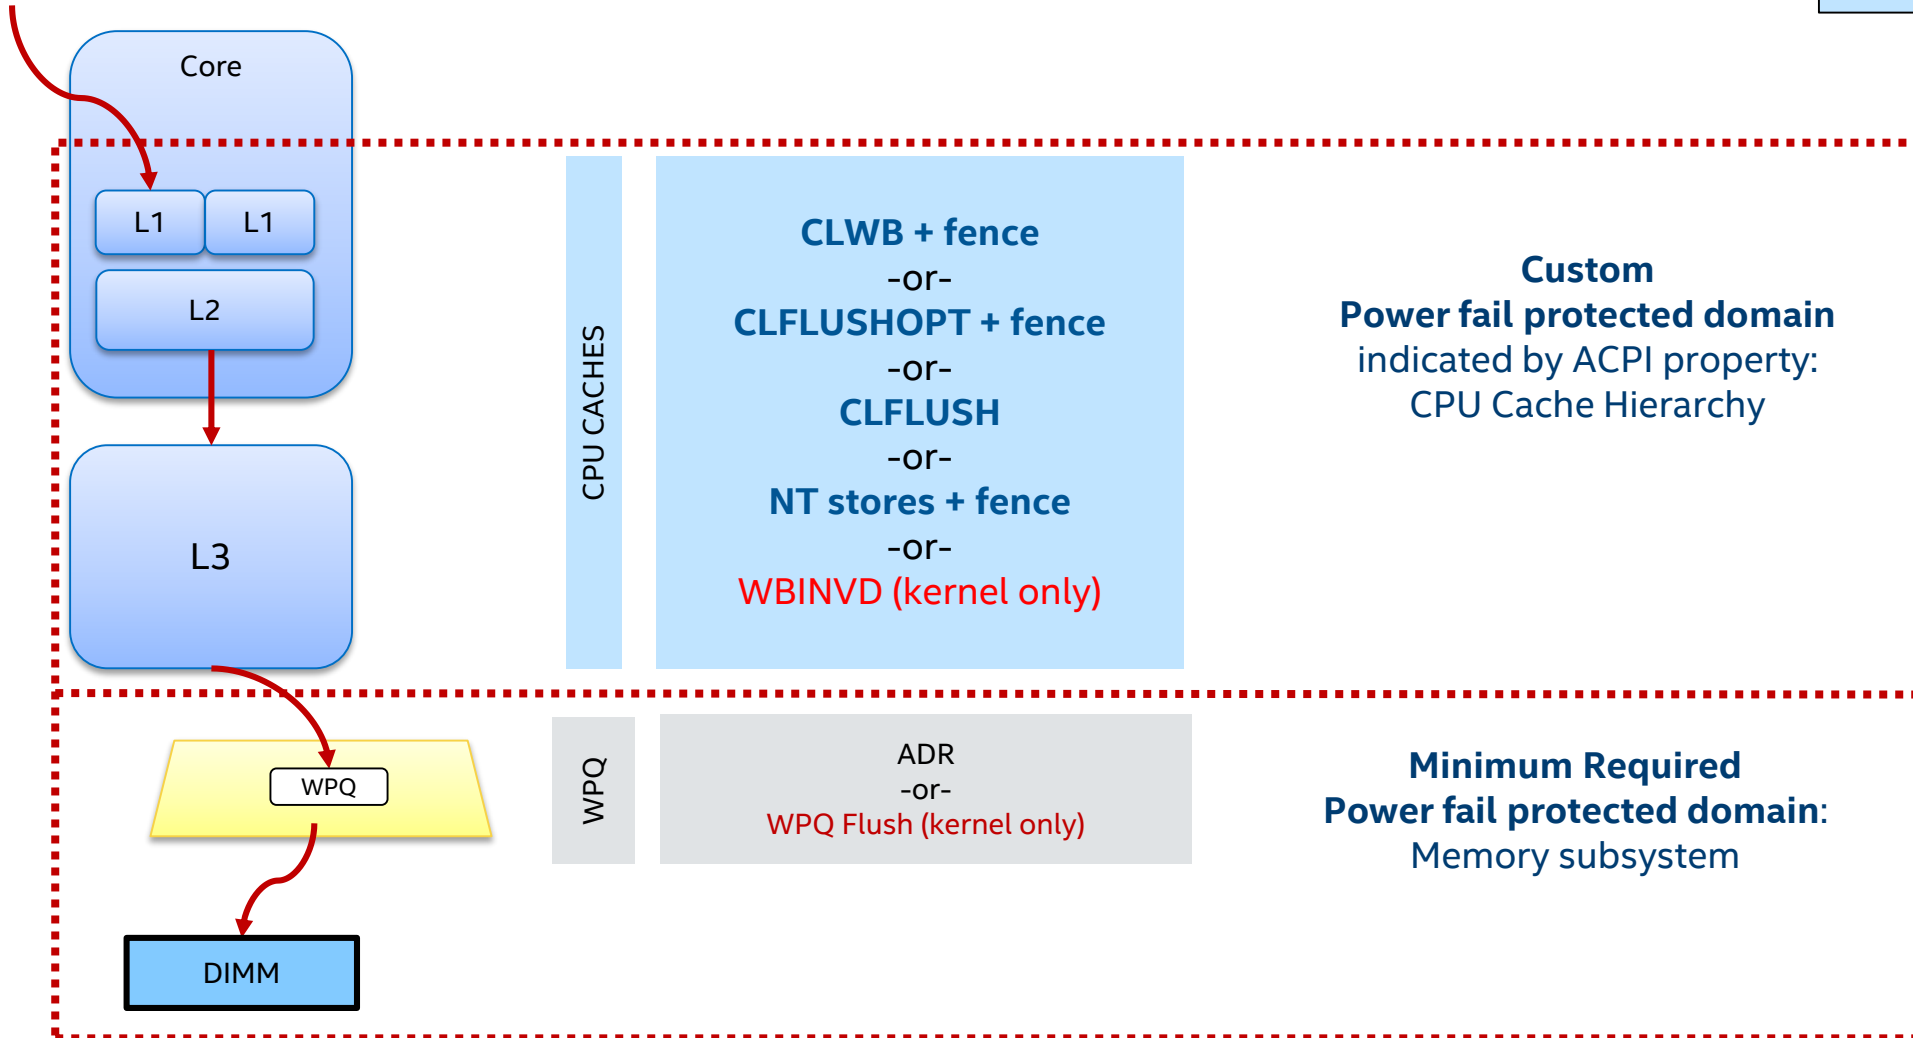 Core
L1
L1
L2
L3
CPU CACHES
CLWB + fence
-or-
CLFLUSHOPT + fence
-or-
CLFLUSH
-or-
NT stores + fence
-or-
WBINVD (kernel only)
Custom
Power fail protected domain
indicated by ACPI property:
CPU Cache Hierarchy
WPQ
WPQ
ADR
-or-
WPQ Flush (kernel only)
Minimum Required
Power fail protected domain:
Memory subsystem
DIMM